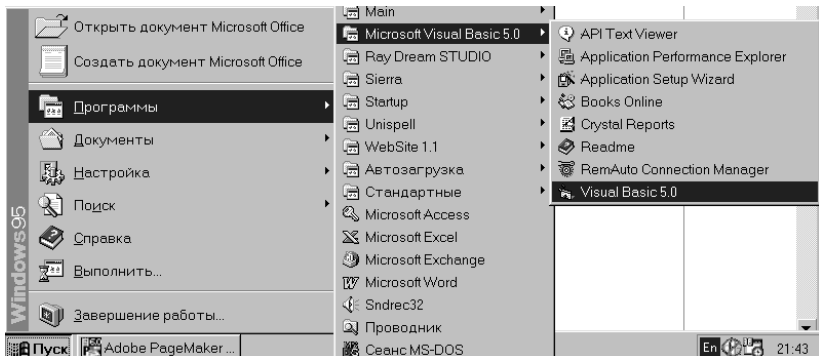 Открыть документ Microsoft Office
Создать документ Microsoft Office
Программы
Документы
Настройка
Поиск
Справка
Выполнить...
Завершение работы...
Windows95
Main
Microsoft Visual Basic 5.0
Ray Dream STUDIO
Sierra
Startup
Unispell
WebSite 1.1
Автозагрузка
Стандартные
Microsoft Access
Microsoft Excel
Microsoft Exchange
Microsoft Word
Sndrec32
Проводник
Сеанс MS-DOS
API Text Viewer
Application Performance Explorer
Application Setup Wizard
Books Online
Crystal Reports
Readme
RemAuto Connection Manager
Visual Basic 5.0
Пуск
Adobe PageMaker ...
En
21:43